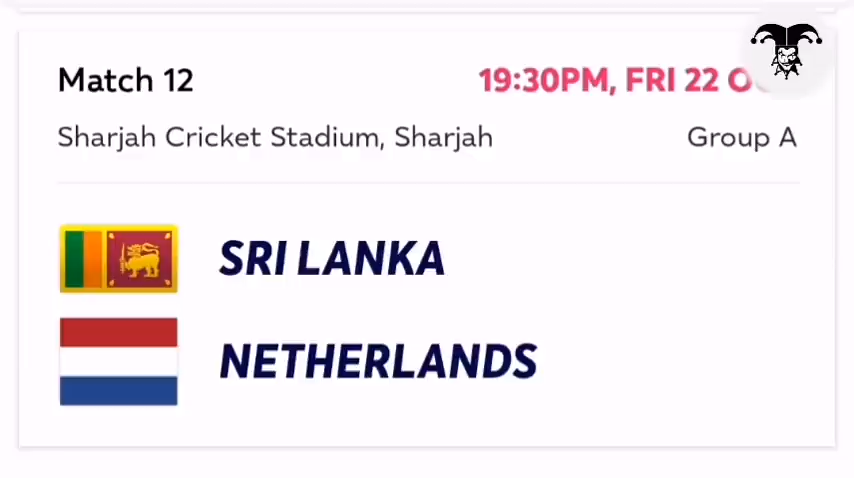 Match 12
19:30PM, FRI 22
Sharjah Cricket Stadium, Sharjah
Group A
SRI LANKA
NETHERLANDS